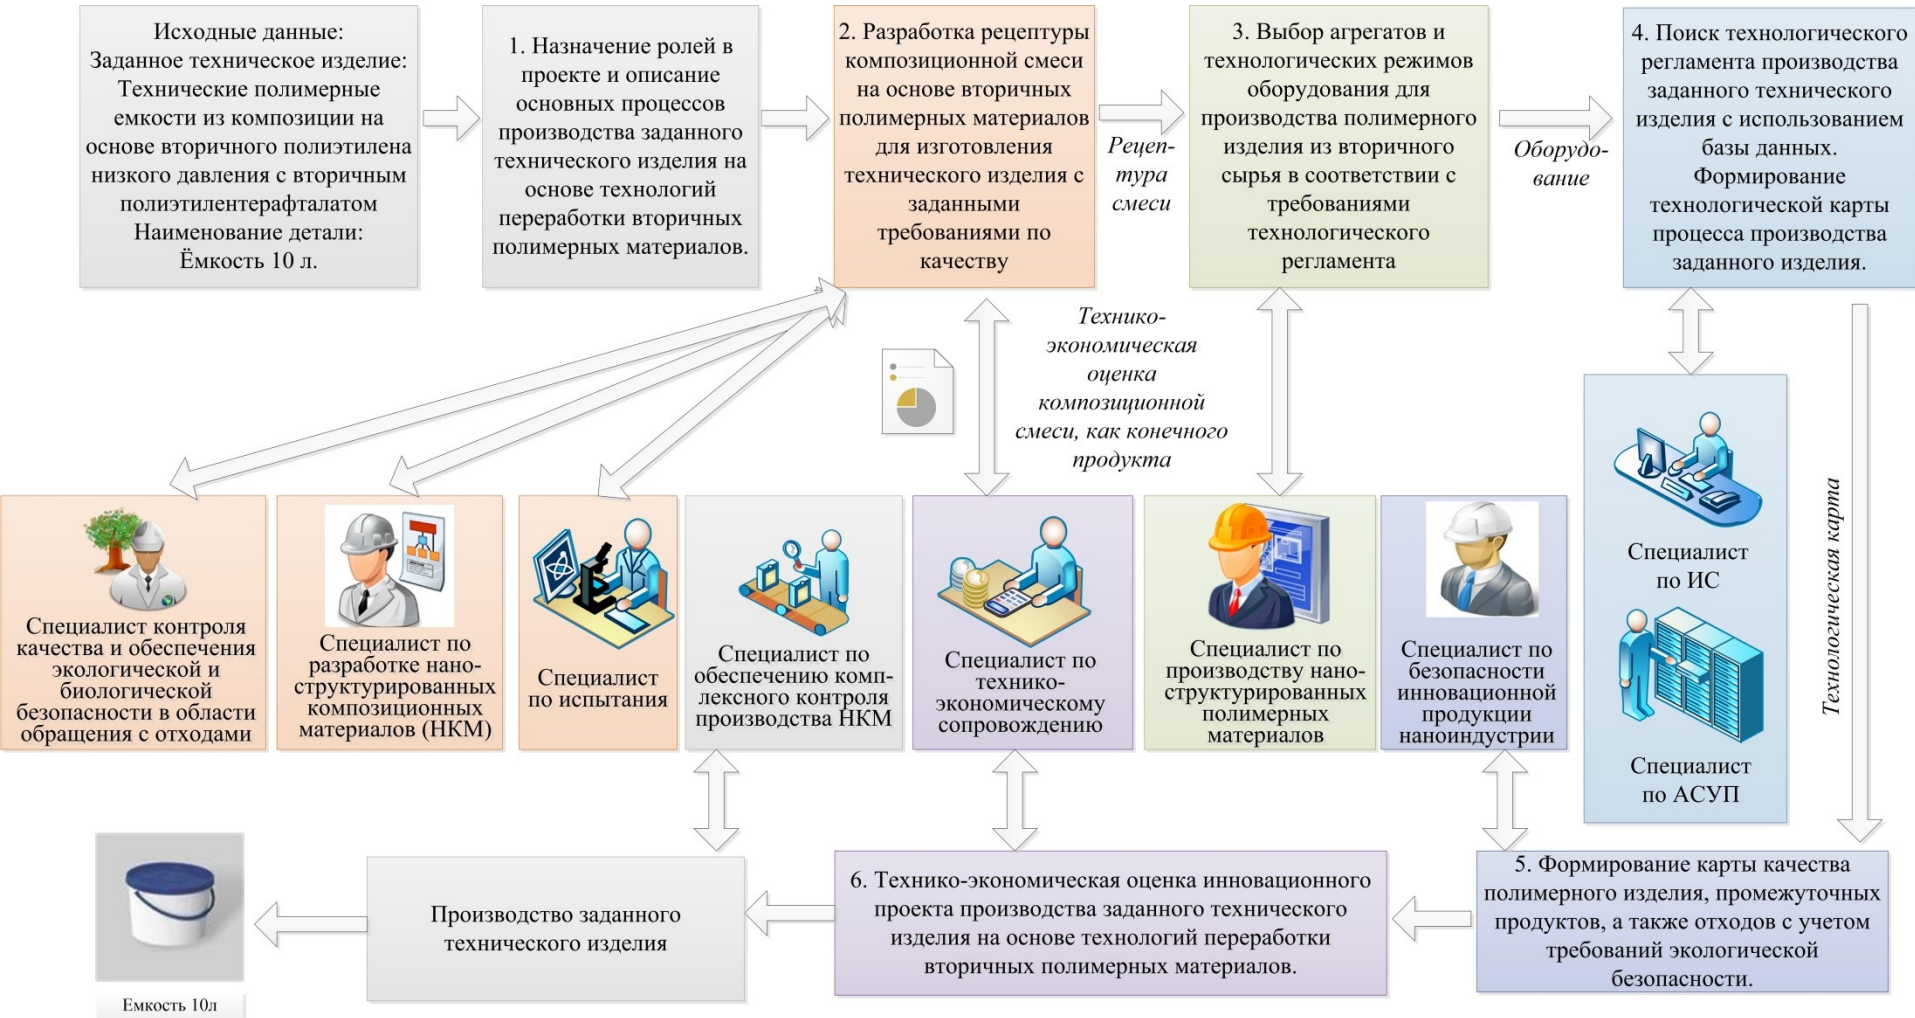 Исходные данные:
Заданное техническое изделие:
Технические полимерные
емкости из композиции на
основе вторичного полиэтилена
низкого давления с вторичным
полиэтилентерафталатом
Наименование детали:
Ёмкость 10 л.
1. Назначение ролей в
проекте и описание
основных процессов
производства заданного
технического изделия на
основе технологий
переработки вторичных
полимерных материалов.
2. Разработка рецептуры
композиционной смеси
на основе вторичных
полимерных материалов
для изготовления
технического изделия с
заданными
требованиями по
качеству
Рецеп-
тура
смеси
3. Выбор агрегатов и
технологических режимов
оборудования для
производства полимерного
изделия из вторичного
сырья в соответствии с
требованиями
технологического
регламента
Оборудо-
вание
4. Поиск технологического
регламента производства
заданного технического
изделия с использованием
базы данных.
Формирование
технологической карты
процесса производства
заданного изделия.
Технико-
экономическая
оценка
композиционной
смеси, как конечного
продукта
Специалист контроля
качества и обеспечения
экологической и
биологической
безопасности в области
обращения с отходами
Специалист по
разработке нано-
структурированных
композиционных
материалов (НКМ)
Специалист
по испытания
Специалист по
обеспечению комп-
лексного контроля
производства НКМ
Специалист по
технико-
экономическому
сопровождению
Специалист по
производству нано-
структурированных
полимерных
материалов
Специалист по
безопасности
инновационной
продукции
наноиндустрии
Специалист
по ИС
Специалист
по АСУП
Технологическая карта
5. Формирование карты качества
полимерного изделия, промежуточных
продуктов, а также отходов с учетом
требований экологической
безопасности.
6. Технико-экономическая оценка инновационного
проекта производства заданного технического
изделия на основе технологий переработки
вторичных полимерных материалов.
Производство заданного
технического изделия
Емкость 10л